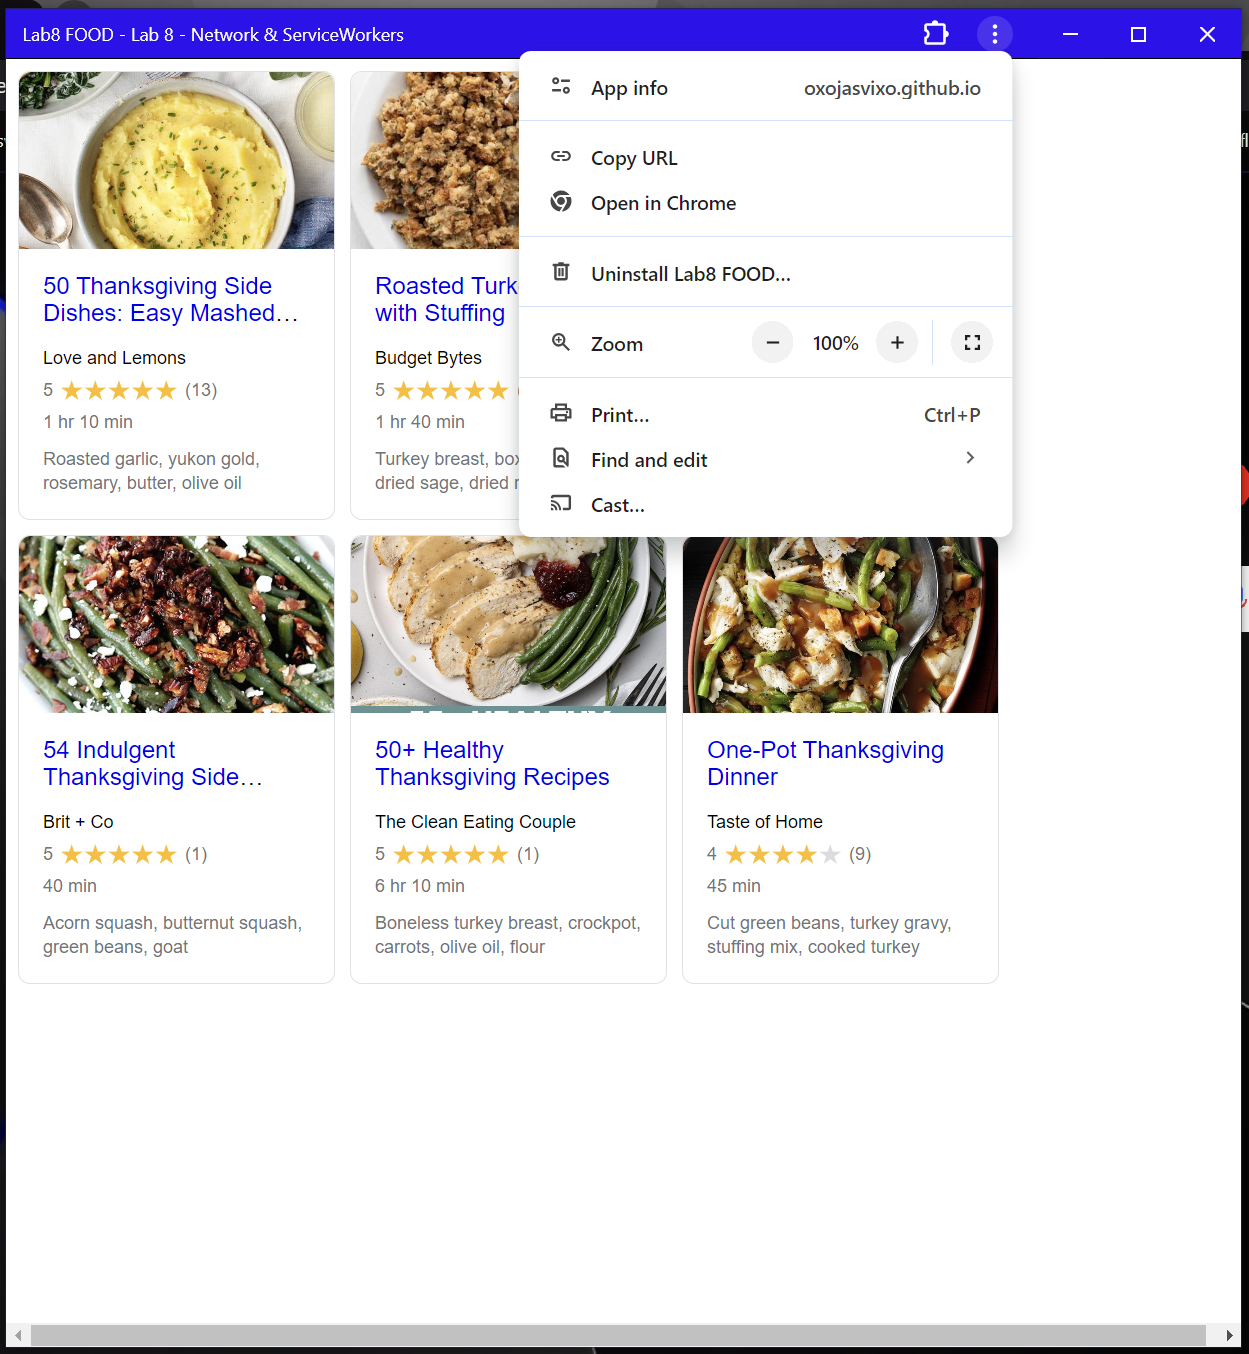 Lab8 FOOD - Lab 8 - Network & ServiceWorkers
App info oxojasvixo.github.io
Copy URL
Open in Chrome
Uninstall Lab8 FOOD...
Zoom 100%
Print... Ctrl+P
Find and edit
Cast...
50 Thanksgiving Side
Dishes: Easy Mashed...
Love and Lemons
5 (13)
1 hr 10 min
Roasted garlic, yukon gold,
rosemary, butter, olive oil
Roasted
with Stuffing
Budget Bytes
5
1 hr 40 min
Turkey breast,
dried sage, dried
54 Indulgent
Thanksgiving Side...
Brit + Co
5 (1)
40 min
Acorn squash, butternut squash,
green beans, goat
50+ Healthy
Thanksgiving Recipes
The Clean Eating Couple
5 (1)
6 hr 10 min
Boneless turkey breast, crockpot,
carrots, olive oil, flour
One-Pot Thanksgiving
Dinner
Taste of Home
4 (9)
45 min
Cut green beans, turkey gravy,
stuffing mix, cooked turkey